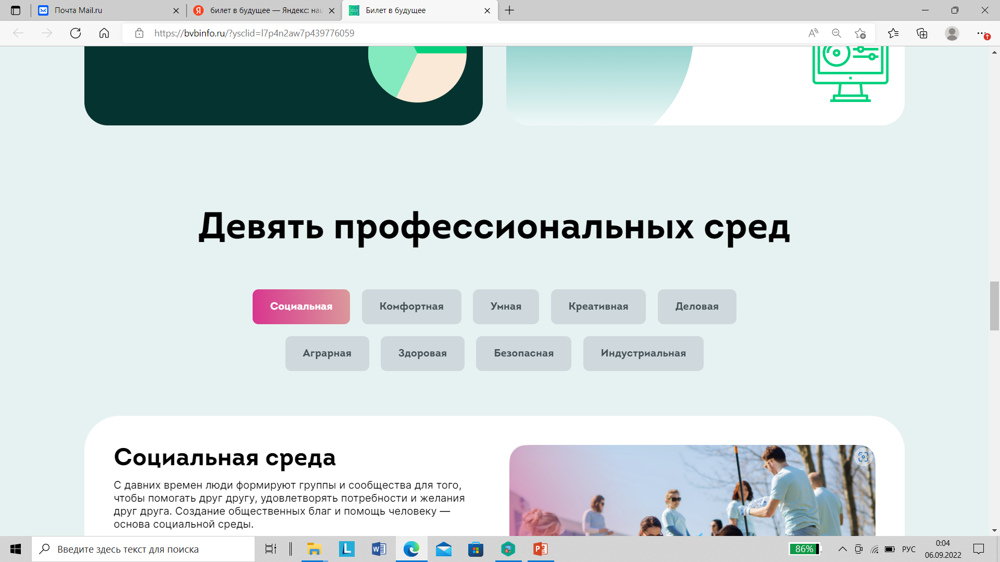 Почта Mail.ru
билет в будущее — Яндекс: на
Билет в будущее
https://bvbinfo.ru/?ysclid=l7p4n2aw7p439776059
Девять профессиональных сред
Социальная
Комфортная
Умная
Креативная
Деловая
Аграрная
Здоровая
Безопасная
Индустриальная
Социальная среда
С давних времен люди формируют группы и сообщества для того,
чтобы помогать друг другу, удовлетворять потребности и желания
друг друга. Создание общественных благ и помощь человеку —
основа социальной среды.
Введите здесь текст для поиска
86%
РУС
0:04
06.09.2022